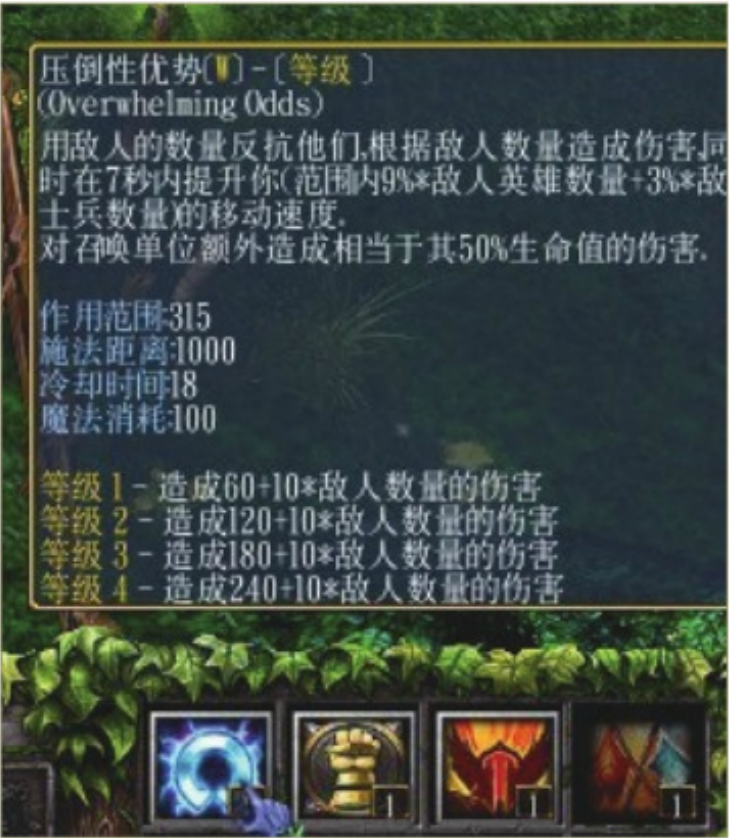 压倒性优势[W]-[等级 ]
(Overwhelming Odds)
用敌人的数量反抗他们,根据敌人数量造成伤害,同
时在7秒内提升你(范围内9%*敌人英雄数量+3%*敌
士兵数量)的移动速度.
对召唤单位额外造成相当于其50%生命值的伤害.
作用范围:315
施法距离:1000
冷却时间:18
魔法消耗:100
等级 1 - 造成60+10*敌人数量的伤害
等级 2 - 造成120+10*敌人数量的伤害
等级 3 - 造成180+10*敌人数量的伤害
等级 4 - 造成240+10*敌人数量的伤害
1 1 1